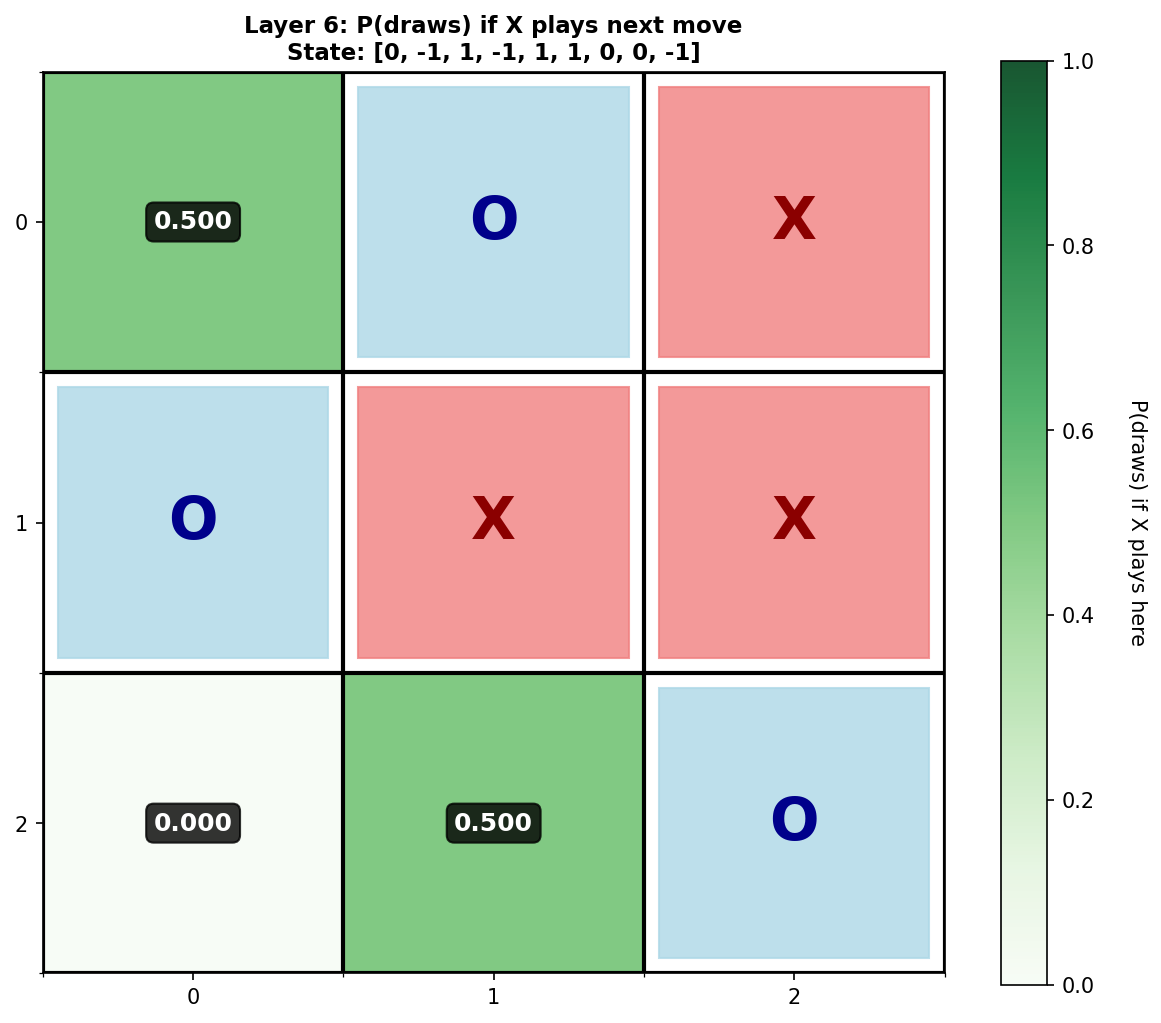 Layer 6: P(draws) if X plays next move
State: [0, -1, 1, -1, 1, 1, 0, 0, -1]
0
0.500
O
X
1
O
X
X
2
0.000
0.500
O
0
1
2
1.0
0.8
0.6
0.4
0.2
0.0
P(draws) if X plays here